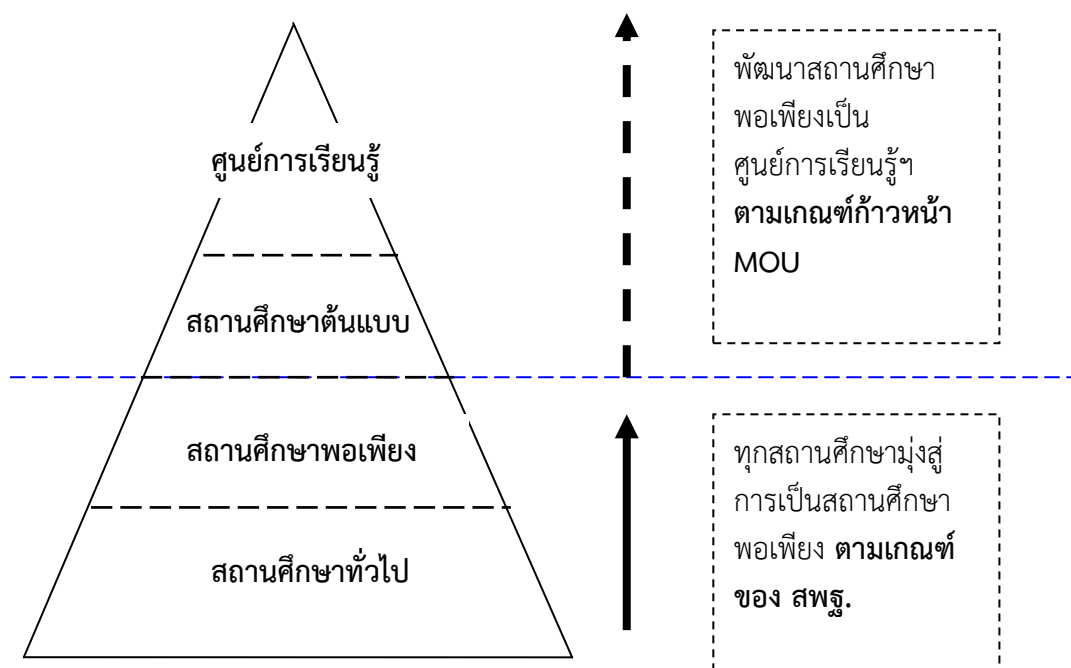 ศูนย์การเรียนรู้
สถานศึกษาต้นแบบ
สถานศึกษาพอเพียง
สถานศึกษาทั่วไป
พัฒนาสถานศึกษา
พอเพียงเป็น
ศูนย์การเรียนรู้ฯ
ตามเกณฑ์ก้าวหน้า
MOU
ทุกสถานศึกษามุ่งสู่
การเป็นสถานศึกษา
พอเพียง ตามเกณฑ์
ของ สพฐ.